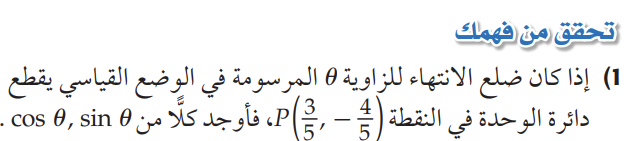 تحقق من فهمك
1) إذا كان ضلع الانتهاء للزاوية θ المرسومة في الوضع القياسي يقطع
دائرة الوحدة في النقطة P(3/5, −4/5)، فأوجد كلًّا من cos θ, sin θ .